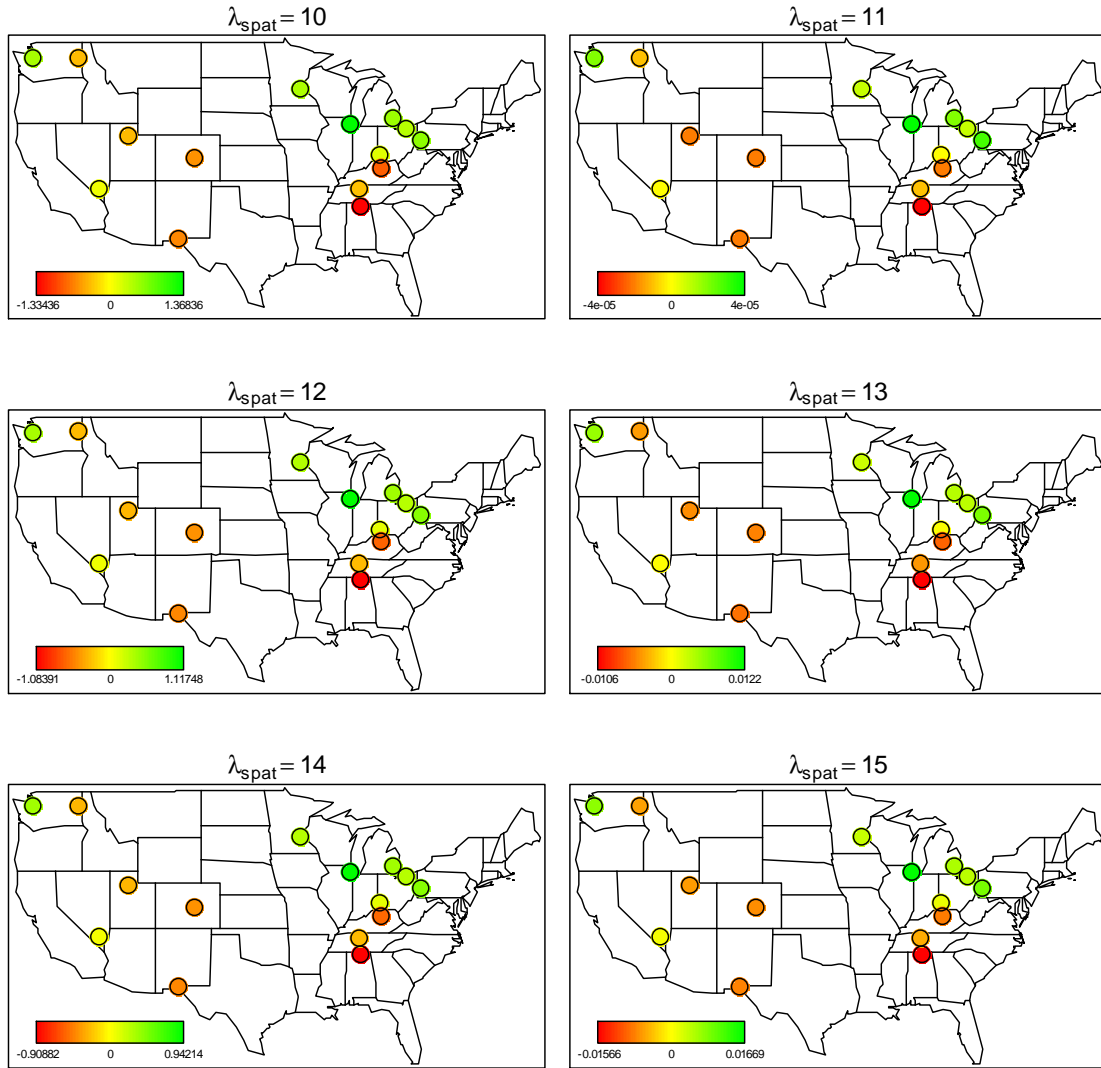 λspat = 10
λspat = 11
-1.33436 0 1.36836
-4e-05 0 4e-05
λspat = 12
λspat = 13
-1.08391 0 1.11748
-0.0106 0 0.0122
λspat = 14
λspat = 15
-0.90882 0 0.94214
-0.01566 0 0.01669